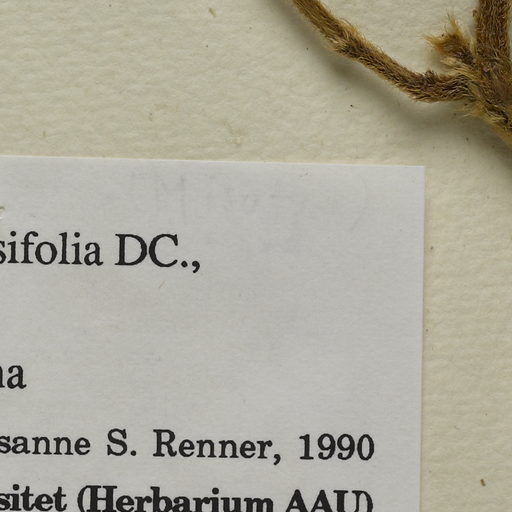 sifolia DC.,
na
sanne S. Renner, 1990
sitet (Herbarium AAU)